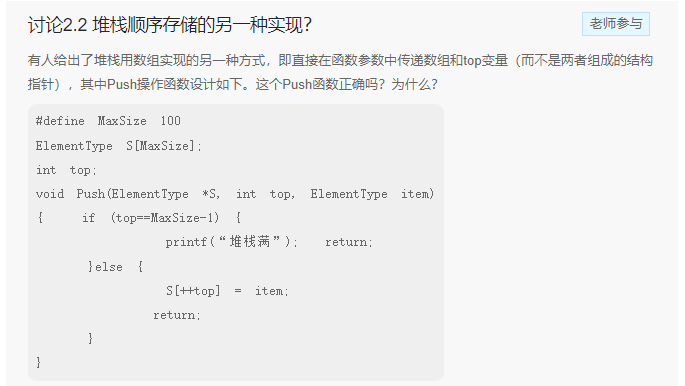 讨论2.2 堆栈顺序存储的另一种实现？
老师参与
有人给出了堆栈用数组实现的另一种方式，即直接在函数参数中传递数组和top变量（而不是两者组成的结构
指针），其中Push操作函数设计如下。这个Push函数正确吗？为什么？
#define MaxSize 100
ElementType S[MaxSize];
int top;
void Push(ElementType *S, int top, ElementType item)
{ if (top==MaxSize-1) {
printf(“堆栈满”); return;
}else {
S[++top] = item;
return;
}
}